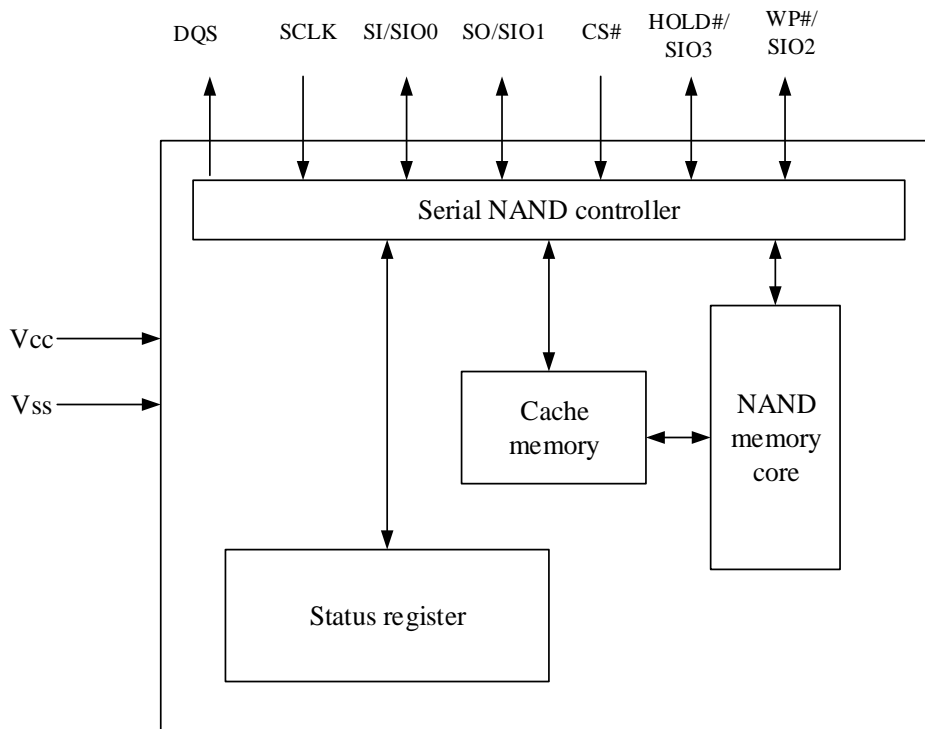 DQS
SCLK
SI/SIO0
SO/SIO1
CS#
HOLD#/
SIO3
WP#/
SIO2
Serial NAND controller
Vcc
Vss
Cache
memory
NAND
memory
core
Status register